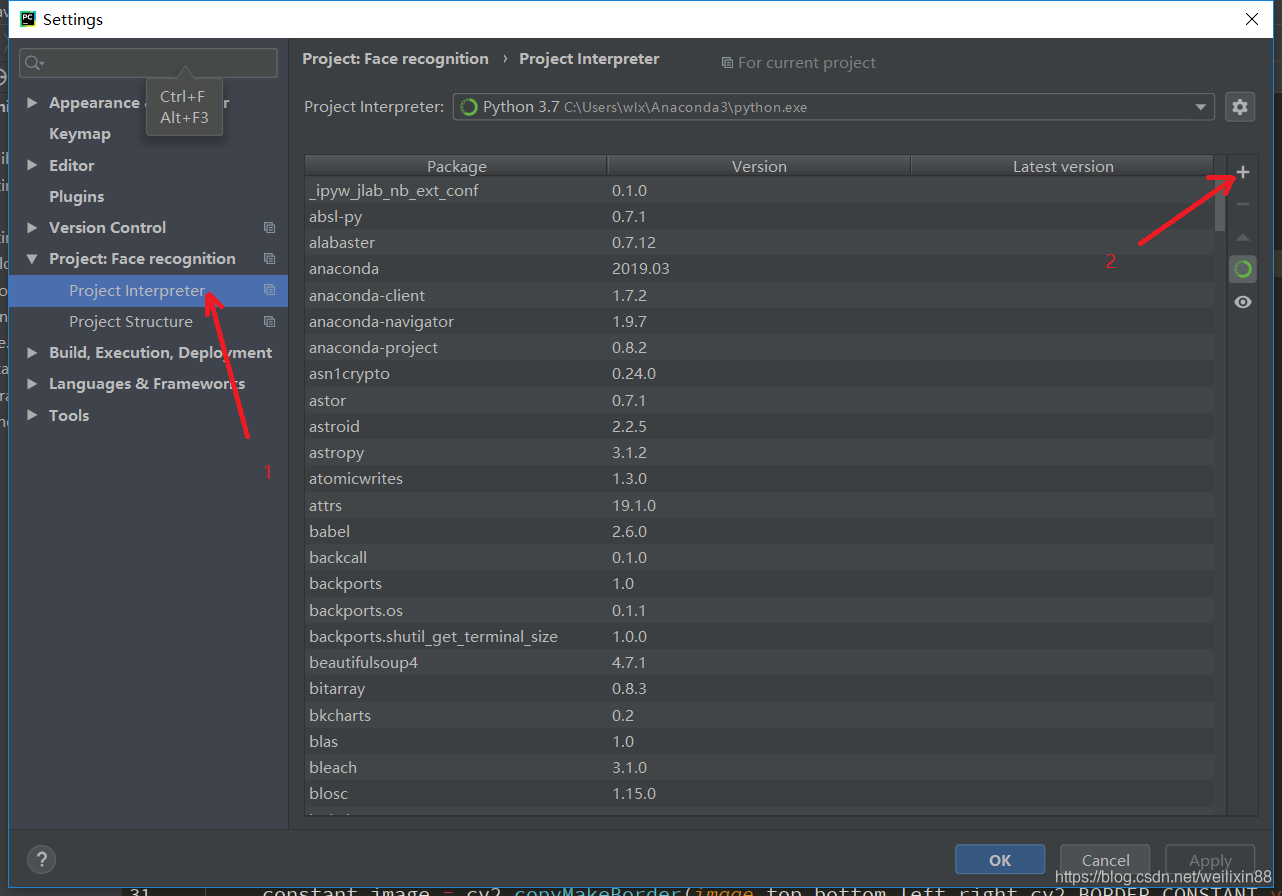 Settings
Project: Face recognition › Project Interpreter For current project
Ctrl+F
Alt+F3
Project Interpreter: Python 3.7 C:\Users\wlx\Anaconda3\python.exe
Appearance
Keymap
Editor
Plugins
Version Control
Project: Face recognition
Project Interpreter
Project Structure
Build, Execution, Deployment
Languages & Frameworks
Tools
1
2
Package Version Latest version
_ipyw_jlab_nb_ext_conf 0.1.0
absl-py 0.7.1
alabaster 0.7.12
anaconda 2019.03
anaconda-client 1.7.2
anaconda-navigator 1.9.7
anaconda-project 0.8.2
asn1crypto 0.24.0
astor 0.7.1
astroid 2.2.5
astropy 3.1.2
atomicwrites 1.3.0
attrs 19.1.0
babel 2.6.0
backcall 0.1.0
backports 1.0
backports.os 0.1.1
backports.shutil_get_terminal_size 1.0.0
beautifulsoup4 4.7.1
bitarray 0.8.3
bkcharts 0.2
blas 1.0
bleach 3.1.0
blosc 1.15.0
? OK Cancel Apply
https://blog.csdn.net/weilixin88
31 constant_image = cv2.copyMakeBorder(image,top,bottom,left,right,cv2.BORDER_CONSTANT